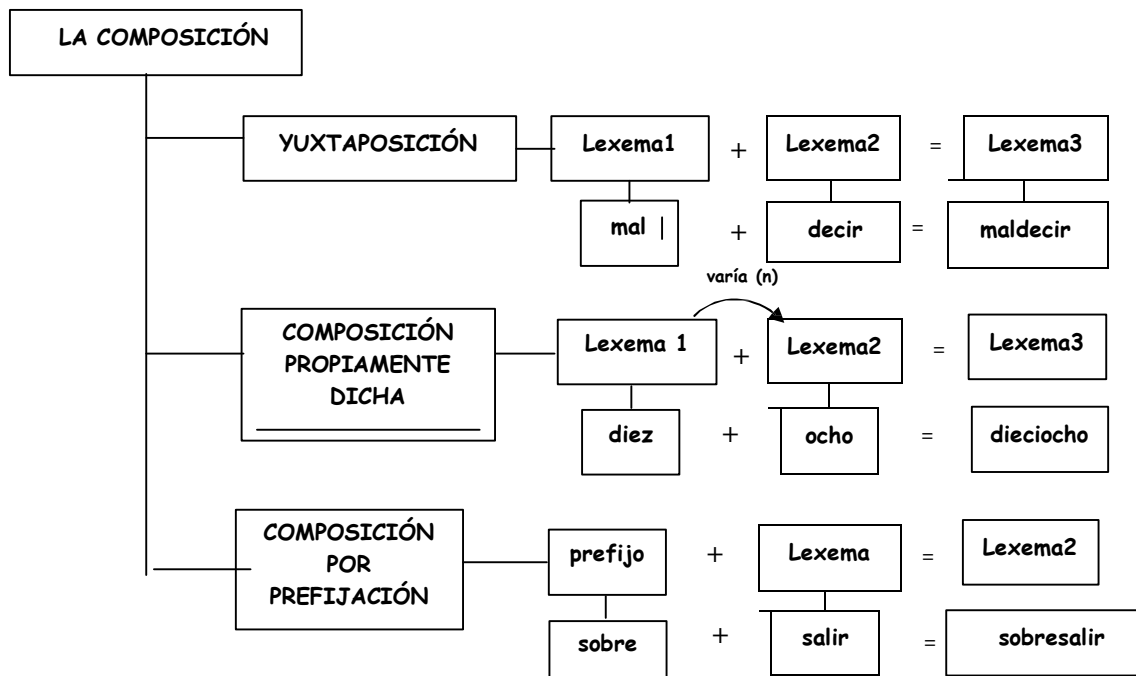 LA COMPOSICIÓN
YUXTAPOSICIÓN
Lexema1 + Lexema2 = Lexema3
mal + decir = maldecir
varía (n)
COMPOSICIÓN
PROPIAMENTE
DICHA
Lexema 1 + Lexema2 = Lexema3
diez + ocho = dieciocho
COMPOSICIÓN
POR
PREFIJACIÓN
prefijo + Lexema = Lexema2
sobre + salir = sobresalir